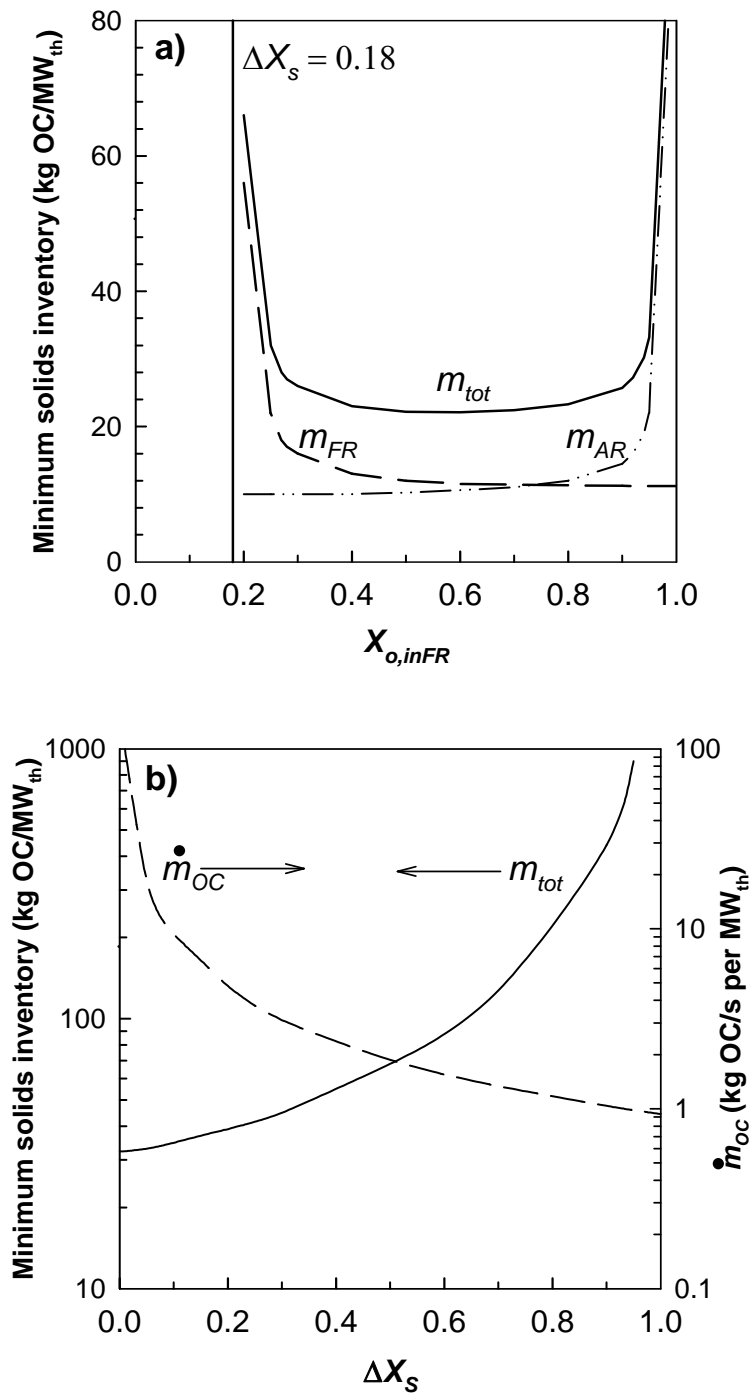 a)
ΔXs = 0.18
80
60
40
20
0
Minimum solids inventory (kg OC/MWth)
mtot
mFR
mAR
0.0 0.2 0.4 0.6 0.8 1.0
Xo,inFR
b)
1000
100
10
Minimum solids inventory (kg OC/MWth)
ṁOC
mtot
100
10
1
0.1
ṁOC (kg OC/s per MWth)
0.0 0.2 0.4 0.6 0.8 1.0
ΔXS